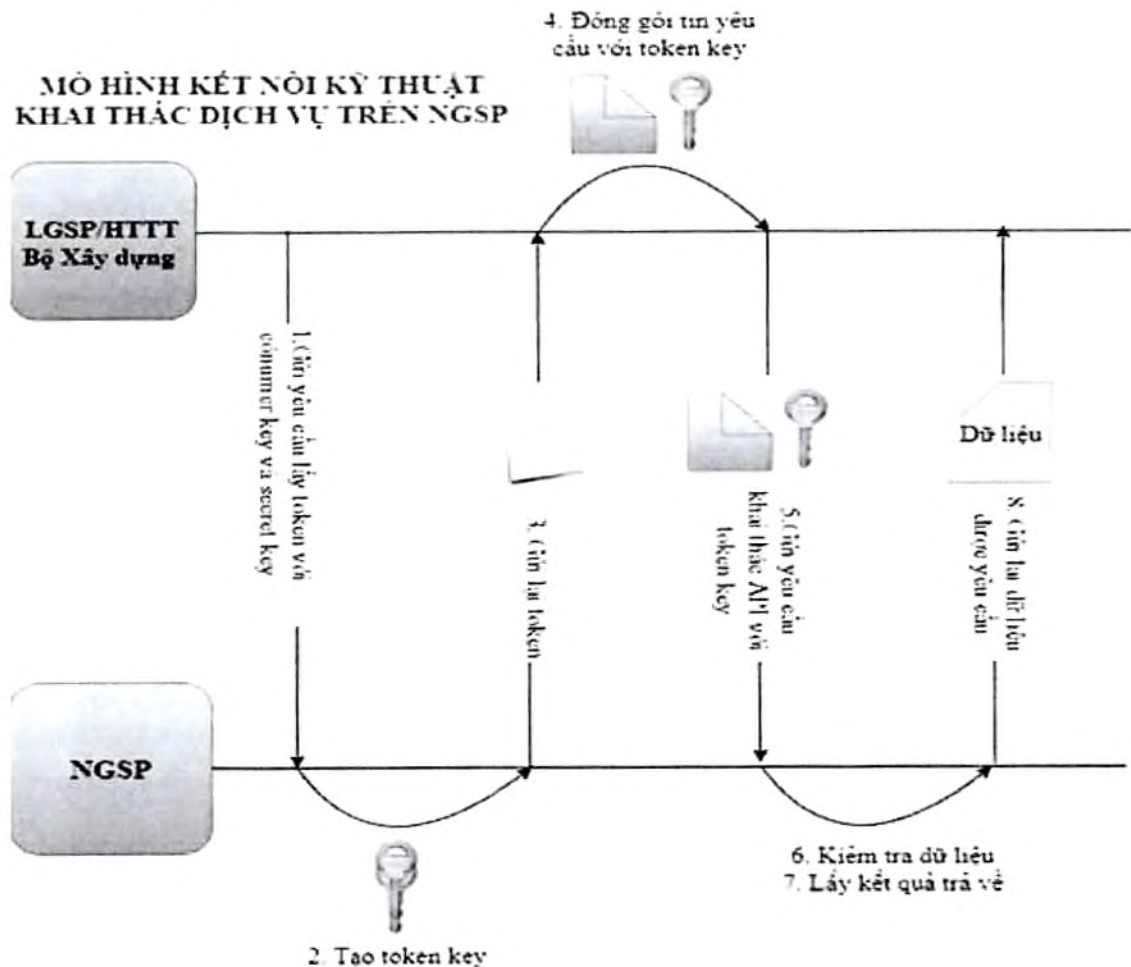 4. Đóng gói tin yêu
cầu với token key
MÔ HÌNH KẾT NỐI KỸ THUẬT
KHAI THÁC DỊCH VỤ TRÊN NGSP
LGSP/HTTT
Bộ Xây dựng
1.Gửi yêu cầu lấy token với
conumer key và secret key
3. Gửi lại token
5.Gửi yêu cầu
khai thác API với
token key
Dữ liệu
8. Gửi lại dữ liệu
được yêu cầu
NGSP
6. Kiểm tra dữ liệu
7. Lấy kết quả trả về
2. Tạo token key